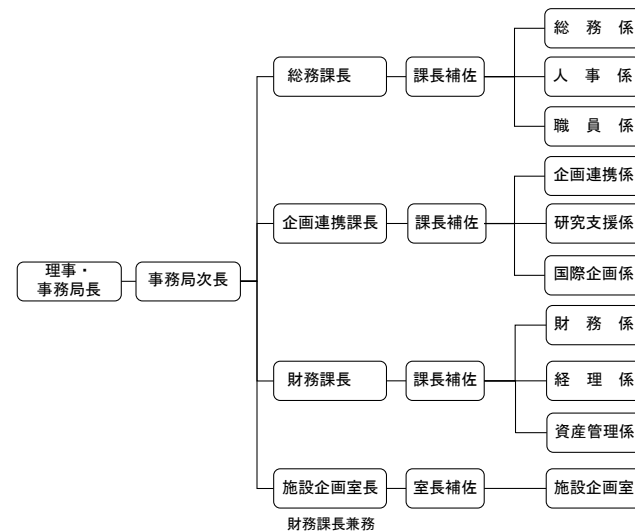 総　務　係
総務課長
課長補佐
人　事　係
職　員　係
企画連携係
企画連携課長
課長補佐
研究支援係
国際企画係
理事・
事務局長
事務局次長
財　務　係
財務課長
課長補佐
経　理　係
資産管理係
施設企画室長
室長補佐
施設企画室
財務課長兼務